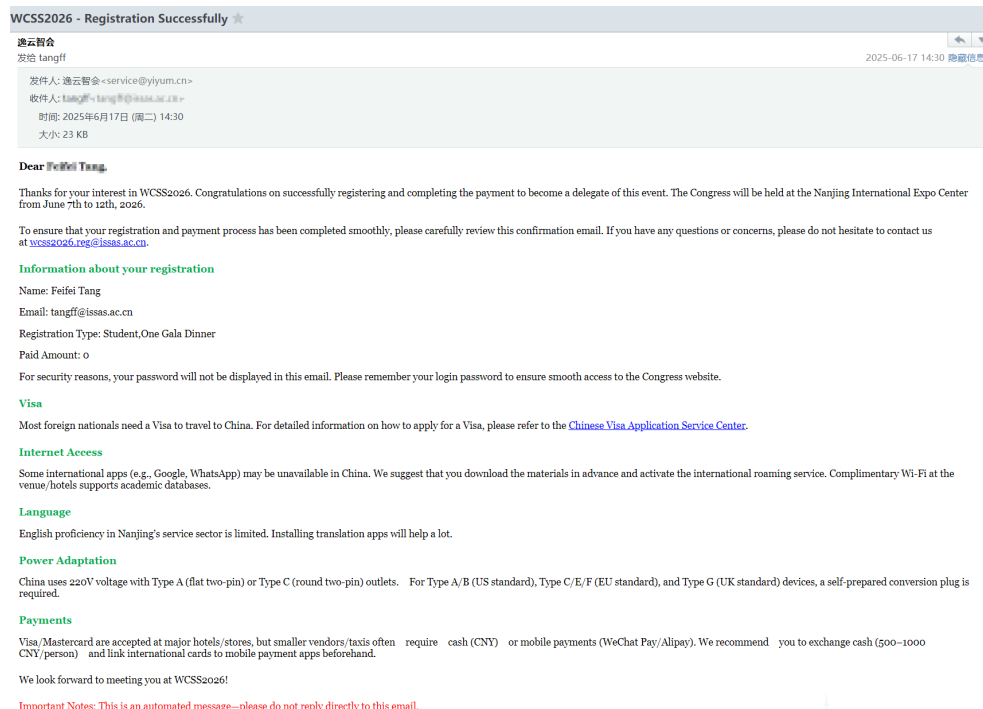 WCSS2026 - Registration Successfully
逸云智会
发给 tangff
2025-06-17 14:30 隐藏信息
发件人: 逸云智会<service@yiyum.cn>
收件人:
时间: 2025年6月17日 (周二) 14:30
大小: 23 KB
Dear
Thanks for your interest in WCSS2026. Congratulations on successfully registering and completing the payment to become a delegate of this event. The Congress will be held at the Nanjing International Expo Center
from June 7th to 12th, 2026.
To ensure that your registration and payment process has been completed smoothly, please carefully review this confirmation email. If you have any questions or concerns, please do not hesitate to contact us
at wcss2026.reg@issas.ac.cn.
Information about your registration
Name: Feifei Tang
Email: tangff@issas.ac.cn
Registration Type: Student,One Gala Dinner
Paid Amount: 0
For security reasons, your password will not be displayed in this email. Please remember your login password to ensure smooth access to the Congress website.
Visa
Most foreign nationals need a Visa to travel to China. For detailed information on how to apply for a Visa, please refer to the Chinese Visa Application Service Center.
Internet Access
Some international apps (e.g., Google, WhatsApp) may be unavailable in China. We suggest that you download the materials in advance and activate the international roaming service. Complimentary Wi-Fi at the
venue/hotels supports academic databases.
Language
English proficiency in Nanjing's service sector is limited. Installing translation apps will help a lot.
Power Adaptation
China uses 220V voltage with Type A (flat two-pin) or Type C (round two-pin) outlets. For Type A/B (US standard), Type C/E/F (EU standard), and Type G (UK standard) devices, a self-prepared conversion plug is
required.
Payments
Visa/Mastercard are accepted at major hotels/stores, but smaller vendors/taxis often require cash (CNY) or mobile payments (WeChat Pay/Alipay). We recommend you to exchange cash (500–1000
CNY/person) and link international cards to mobile payment apps beforehand.
We look forward to meeting you at WCSS2026!
Important Notes: This is an automated message—please do not reply directly to this email.